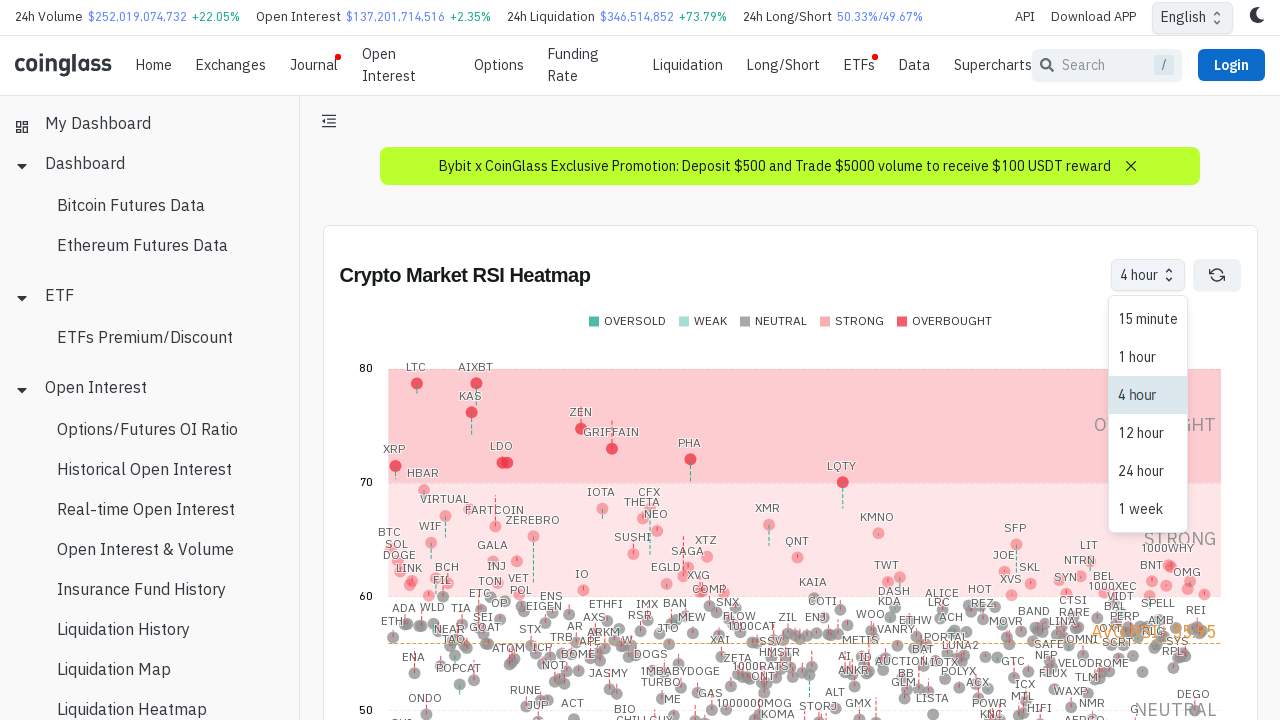 24h Volume $252,019,074,732 +22.05% Open Interest $137,201,714,516 +2.35% 24h Liquidation $346,514,852 +73.79% 24h Long/Short 50.33%/49.67% API Download APP English
coinglass Home Exchanges Journal Open Interest Options Funding Rate Liquidation Long/Short ETFs Data Supercharts Search / Login
My Dashboard
Dashboard
Bitcoin Futures Data
Ethereum Futures Data
ETF
ETFs Premium/Discount
Open Interest
Options/Futures OI Ratio
Historical Open Interest
Real-time Open Interest
Open Interest & Volume
Insurance Fund History
Liquidation History
Liquidation Map
Liquidation Heatmap
Bybit x CoinGlass Exclusive Promotion: Deposit $500 and Trade $5000 volume to receive $100 USDT reward
Crypto Market RSI Heatmap
4 hour
15 minute
1 hour
4 hour
12 hour
24 hour
1 week
OVERSOLD WEAK NEUTRAL STRONG OVERBOUGHT
80
LTC AIXBT
KAS
ZEN
GRIFFAIN
LDO PHA
XRP
HBAR
LQTY
70
VIRTUAL
FARTCOIN
ZEREBRO
IOTA
CFX
THETA
NEO
XMR
KMNO
SFP
STRONG
BTC
SOL
DOGE
LINK
WIF
GALA
SUSHI
SAGA
XTZ
QNT
LIT
1000WHY
BCH
FIL
INJ
TON
VET
POL
IO
EGLD
XVG
COMP
KAIA
TWT
DASH
JOE
XVS
SKL
NTRN
SYN
BEL
1000XEC
BNT
OMG
60
ADA
ETH
WLD
TIA
ETC
OP
SEI
GOAT
NEAR
TAO
ENS
EIGEN
STX
ETHFI
AR
AXS
ARKM
APE
TRB
IMX
RSR
BAN
MEW
JTO
SNX
FLOW
1000CAT
XAI
ZIL
ENJ
COTI
KDA
WOO
VANRY
METIS
ALICE
LRC
ACH
HOT
REZ
ETHW
PORTAL
LUNA2
BAT
IOTX
MOVR
BAND
CTSI
RARE
LINA
OMNI
VIDT
BAL
PERP
SCRT
SPELL
AMB
REI
SYS
RPL
ENA
POPCAT
ATOM
ICP
NOT
BOME
W
DOGS
JASMY
1MBABYDOGE
TURBO
ZETA
1000RATS
ONT
SSV
HMSTR
AI
ID
ANKR
AUCTION
BB
GLM
POLYX
ACX
GTC
SAFE
NFP
FLUX
VELODROME
TLM
ONDO
RUNE
JUP
ACT
BIO
ME
GAS
1000000MOG
KOMA
STORJ
ALT
GMX
LISTA
POWR
KNC
ICX
MTL
HIFI
WAXP
NMR
DEGO
NEUTRAL
50